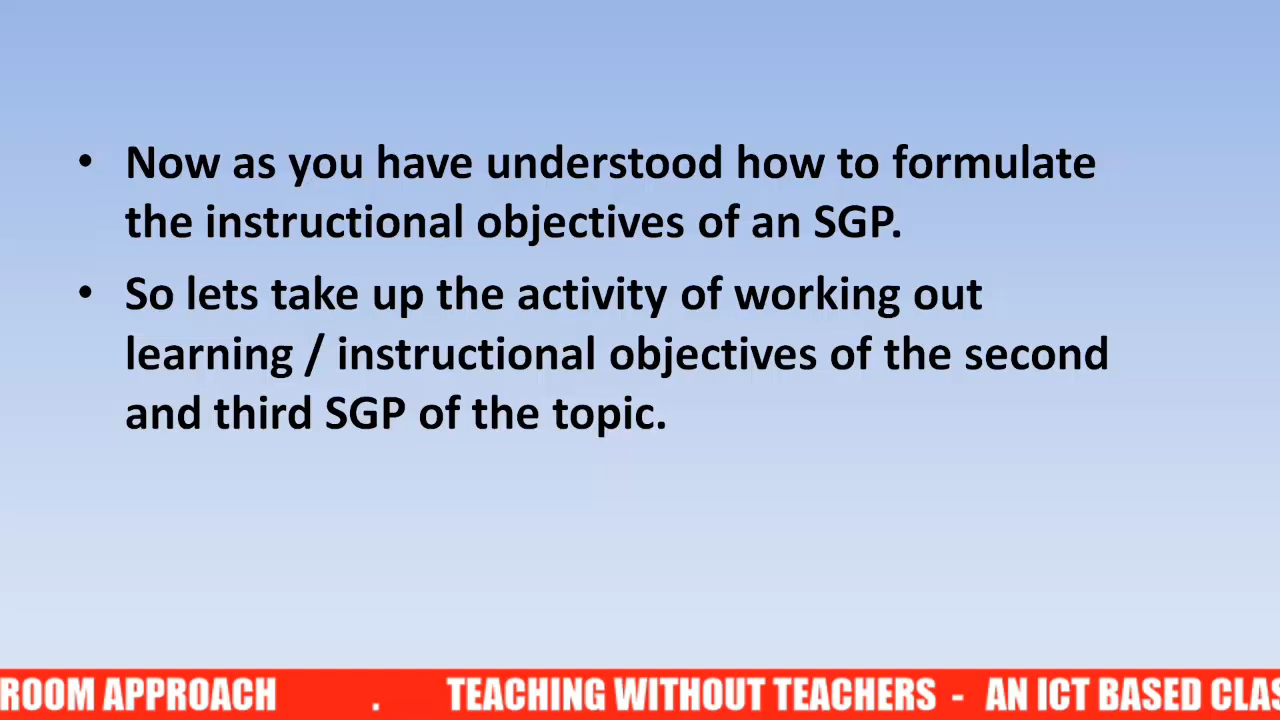 • Now as you have understood how to formulate
the instructional objectives of an SGP.
• So lets take up the activity of working out
learning / instructional objectives of the second
and third SGP of the topic.
ROOM APPROACH . TEACHING WITHOUT TEACHERS - AN ICT BASED CLAS